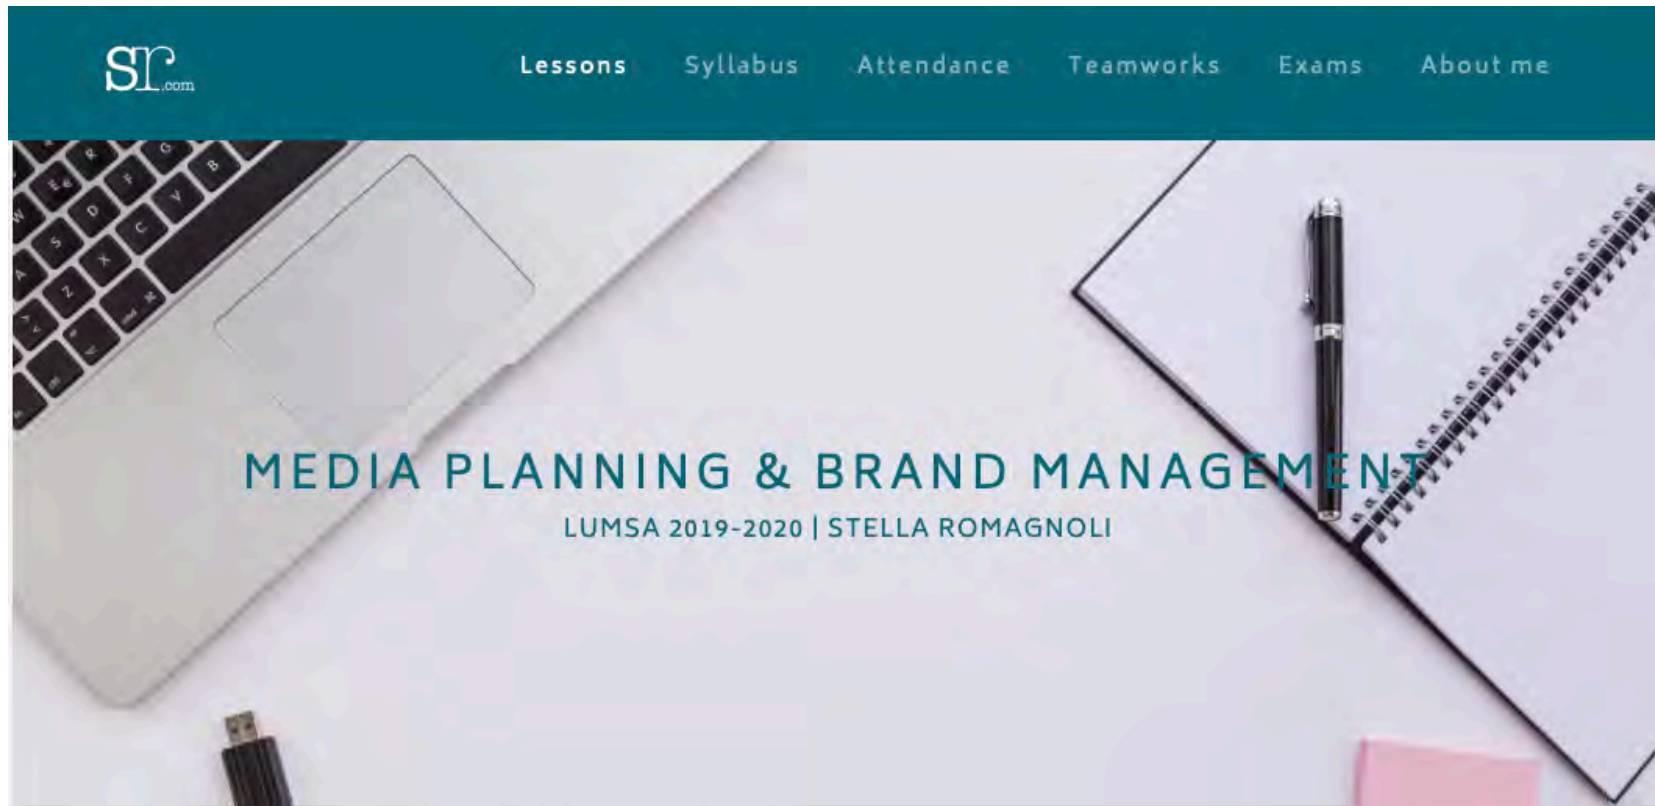 sr.com
Lessons Syllabus Attendance Teamworks Exams About me
MEDIA PLANNING & BRAND MANAGEMENT
LUMSA 2019-2020 | STELLA ROMAGNOLI